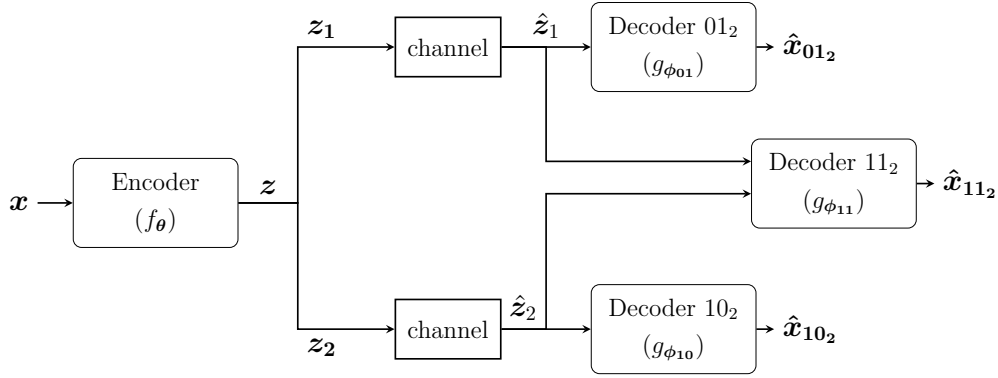 x
Encoder
(f_θ)
z
z₁
channel
ẑ₁
Decoder 01₂
(g_ϕ₀₁)
x̂₀₁₂
Decoder 11₂
(g_ϕ₁₁)
x̂₁₁₂
z₂
channel
ẑ₂
Decoder 10₂
(g_ϕ₁₀)
x̂₁₀₂